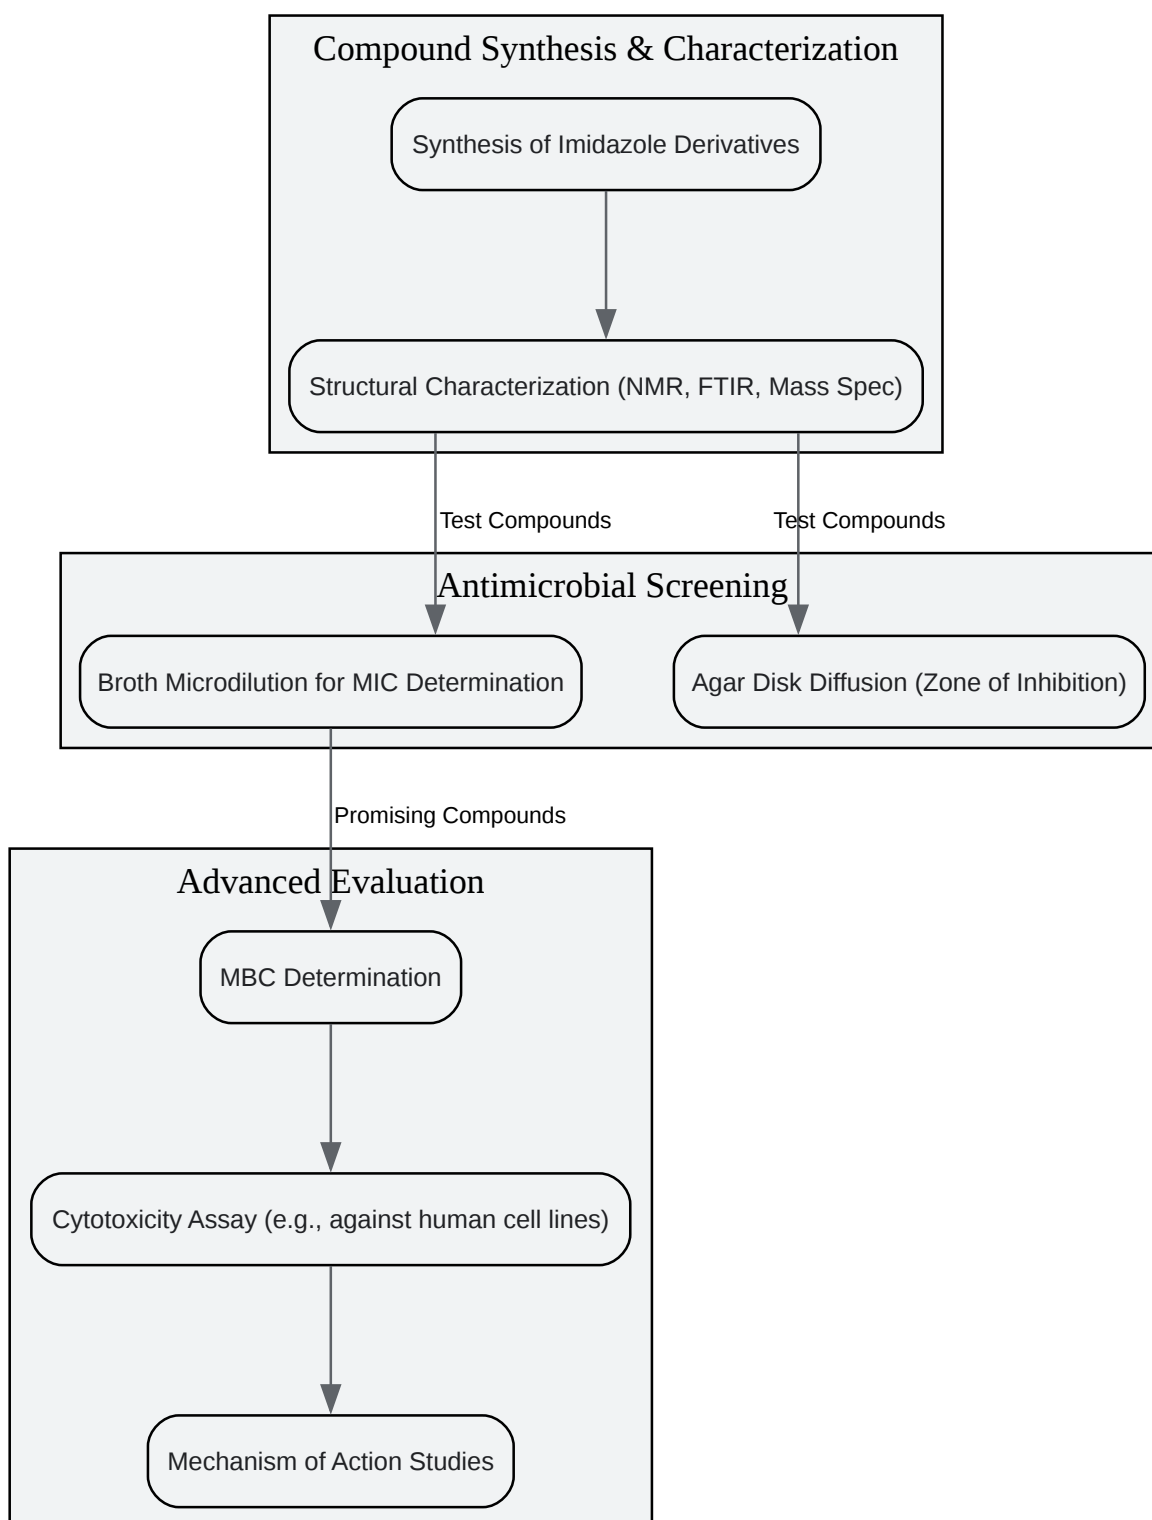 Compound Synthesis & Characterization
Synthesis of Imidazole Derivatives
Structural Characterization (NMR, FTIR, Mass Spec)
Test Compounds
Test Compounds
Antimicrobial Screening
Broth Microdilution for MIC Determination
Agar Disk Diffusion (Zone of Inhibition)
Promising Compounds
Advanced Evaluation
MBC Determination
Cytotoxicity Assay (e.g., against human cell lines)
Mechanism of Action Studies